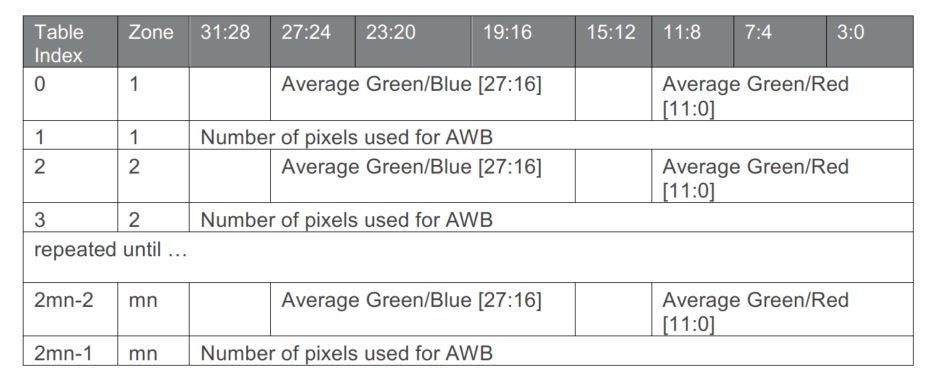 Table Index Zone 31:28 27:24 23:20 19:16 15:12 11:8 7:4 3:0
0 1 Average Green/Blue [27:16] Average Green/Red [11:0]
1 1 Number of pixels used for AWB
2 2 Average Green/Blue [27:16] Average Green/Red [11:0]
3 2 Number of pixels used for AWB
repeated until …
2mn-2 mn Average Green/Blue [27:16] Average Green/Red [11:0]
2mn-1 mn Number of pixels used for AWB